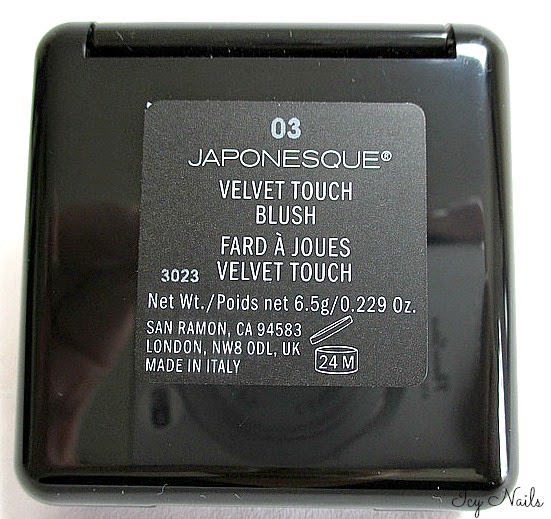 03
JAPONESQUE®
VELVET TOUCH
BLUSH
FARD À JOUES
3023 VELVET TOUCH
Net Wt./Poids net 6.5g/0.229 Oz.
SAN RAMON, CA 94583
LONDON, NW8 0DL, UK
MADE IN ITALY
24 M
Icy Nails